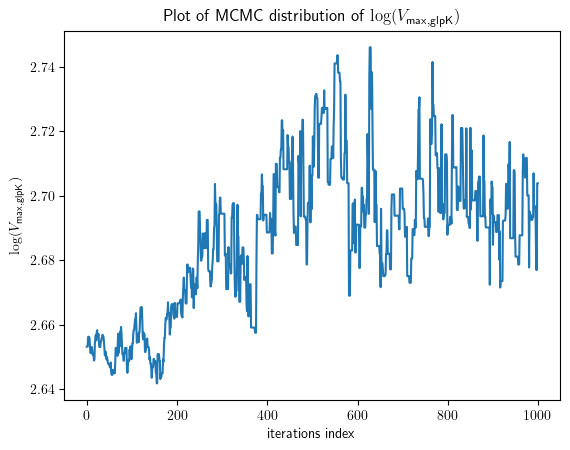 Plot of MCMC distribution of log(V_max,glpK)
log(V_max,glpK)
2.74
2.72
2.70
2.68
2.66
2.64
0 200 400 600 800 1000
iterations index